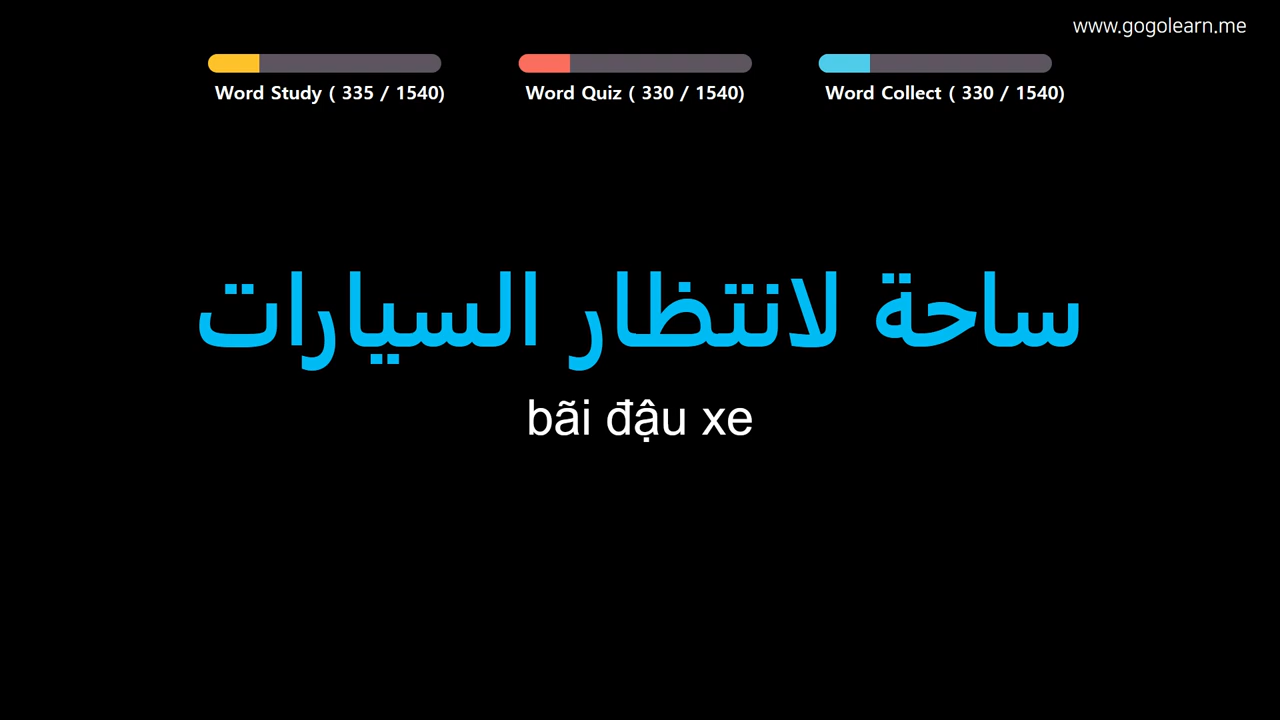 www.gogolearn.me
Word Study ( 335 / 1540)
Word Quiz ( 330 / 1540)
Word Collect ( 330 / 1540)
ساحة لانتظار السيارات
bãi đậu xe